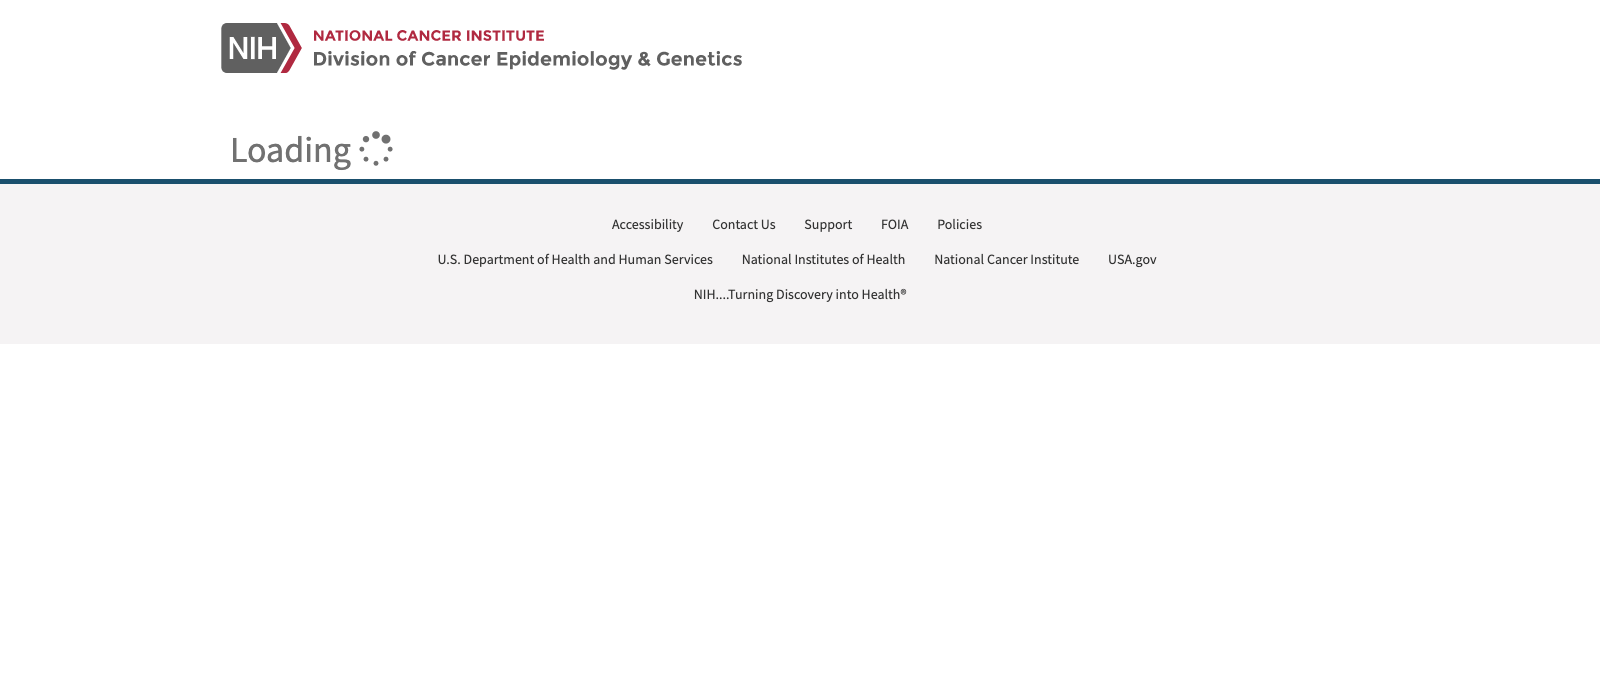 NIH
NATIONAL CANCER INSTITUTE
Division of Cancer Epidemiology & Genetics
Loading
Accessibility Contact Us Support FOIA Policies
U.S. Department of Health and Human Services National Institutes of Health National Cancer Institute USA.gov
NIH....Turning Discovery into Health®